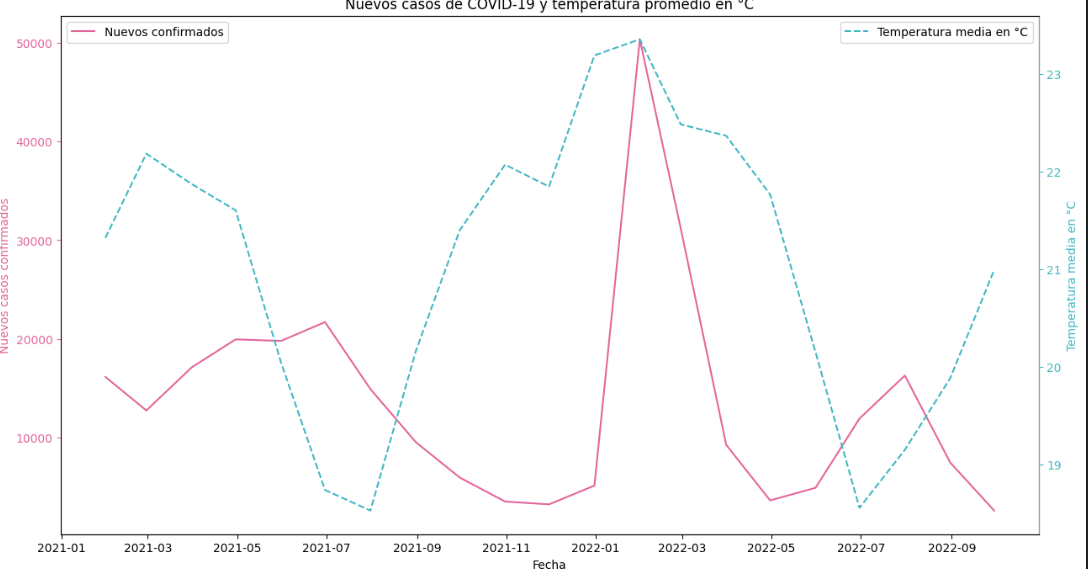 Nuevos casos de COVID-19 y temperatura promedio en °C
Nuevos confirmados
Temperatura media en °C
50000
40000
30000
20000
10000
Nuevos casos confirmados
23
22
21
20
19
Temperatura media en °C
2021-01 2021-03 2021-05 2021-07 2021-09 2021-11 2022-01 2022-03 2022-05 2022-07 2022-09
Fecha